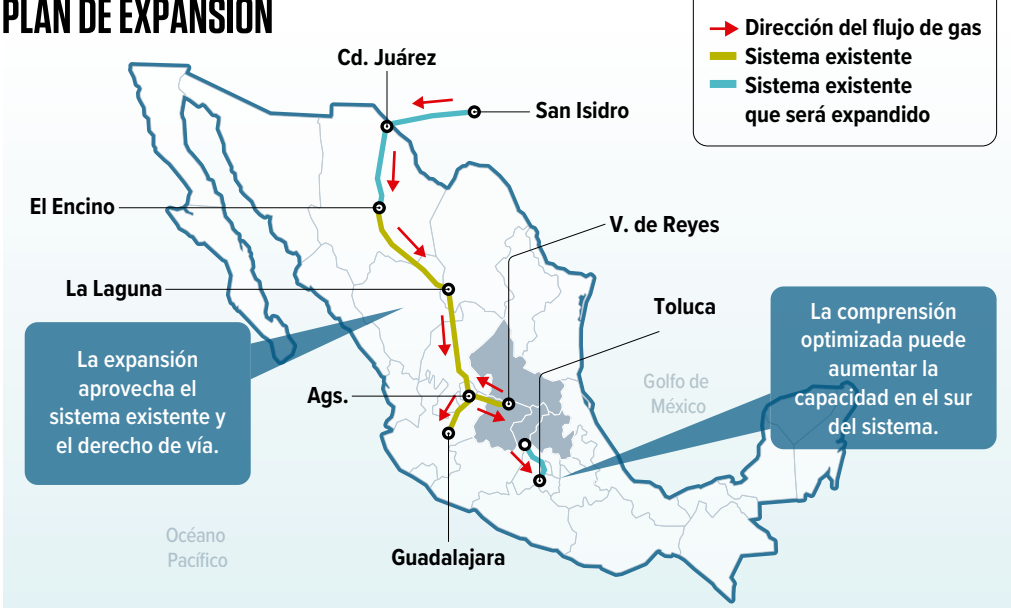 PLAN DE EXPANSIÓN
Dirección del flujo de gas
Sistema existente
Sistema existente
que será expandido
Cd. Juárez
San Isidro
El Encino
V. de Reyes
La Laguna
Toluca
La expansión
aprovecha el
sistema existente y
el derecho de vía.
La comprensión
optimizada puede
aumentar la
capacidad en el sur
del sistema.
Ags.
Golfo de
México
Océano
Pacífico
Guadalajara